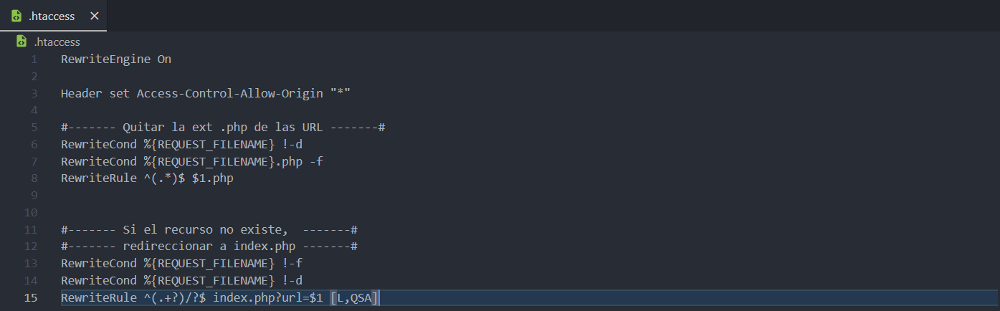 .htaccess
.htaccess
1 RewriteEngine On
2
3 Header set Access-Control-Allow-Origin "*"
4
5 #------- Quitar la ext .php de las URL -------#
6 RewriteCond %{REQUEST_FILENAME} !-d
7 RewriteCond %{REQUEST_FILENAME}.php -f
8 RewriteRule ^(.*)$ $1.php
9
10
11 #------- Si el recurso no existe,  -------#
12 #------- redireccionar a index.php -------#
13 RewriteCond %{REQUEST_FILENAME} !-f
14 RewriteCond %{REQUEST_FILENAME} !-d
15 RewriteRule ^(.+?)/?$ index.php?url=$1 [L,QSA]